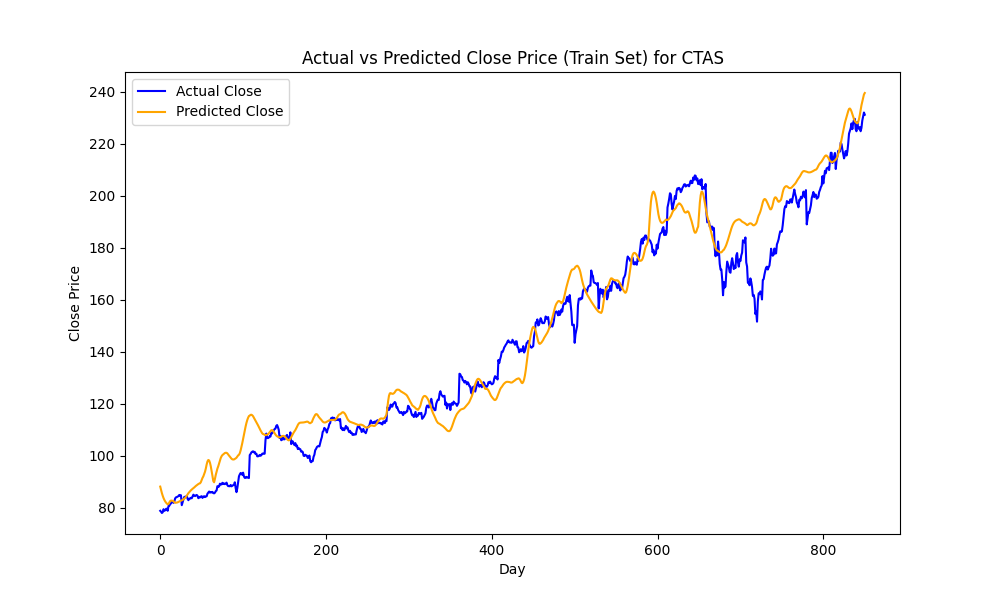 Actual vs Predicted Close Price (Train Set) for CTAS
Actual Close
Predicted Close
240
220
200
180
160
140
120
100
80
Close Price
0 200 400 600 800
Day